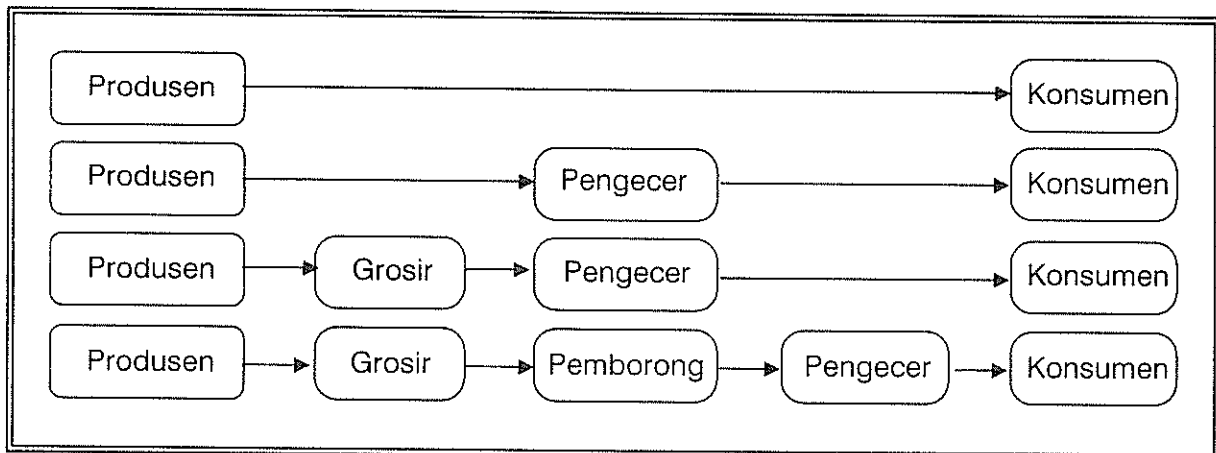 Produsen Konsumen
Produsen Pengecer Konsumen
Produsen Grosir Pengecer Konsumen
Produsen Grosir Pemborong Pengecer Konsumen